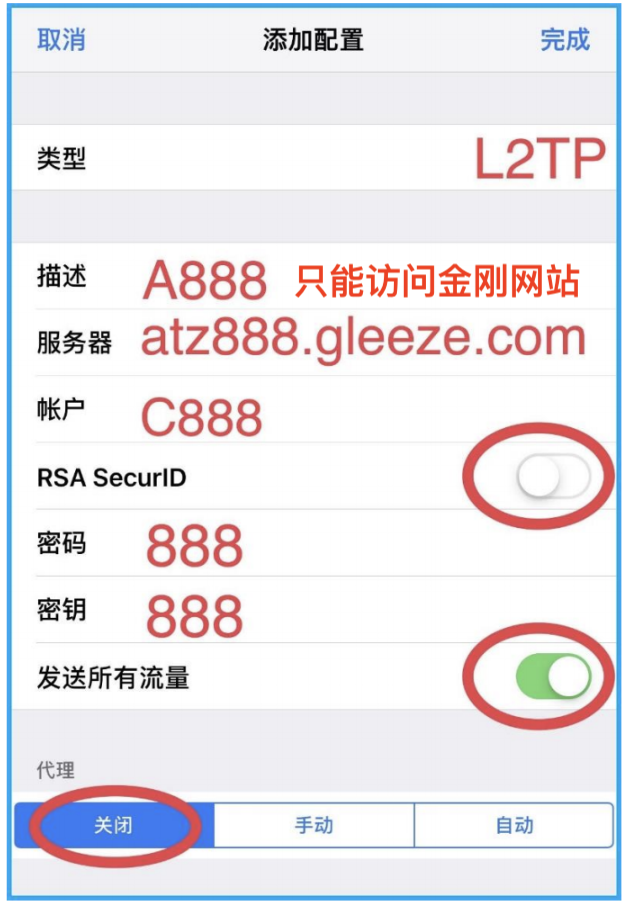 取消 添加配置 完成
类型 L2TP
描述 A888 只能访问金刚网站
服务器 atz888.gleeze.com
帐户 C888
RSA SecurID
密码 888
密钥 888
发送所有流量
代理
关闭 手动 自动